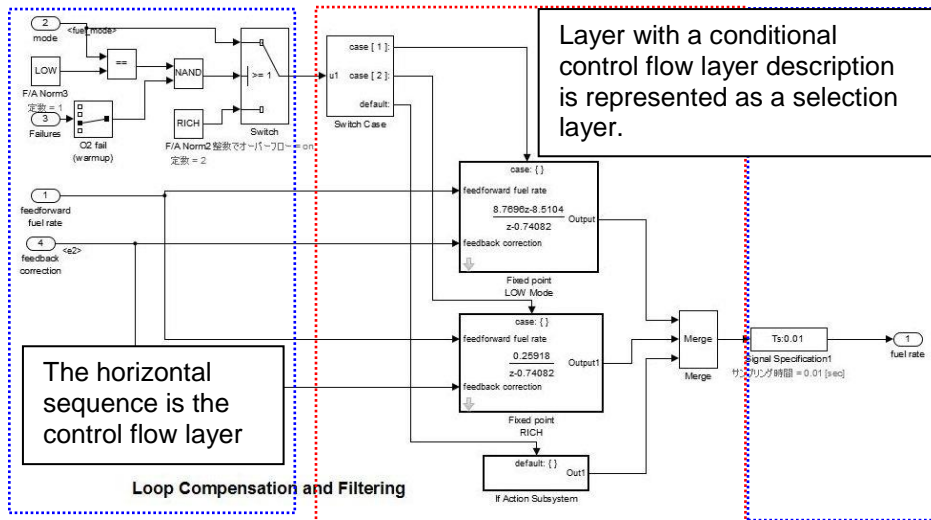 2
mode
<fuel_mode>
LOW
F/A Norm3
定数 = 1
3
Failures
==
O2 fail
(warmup)
NAND
RICH
F/A Norm2
定数 = 2
>= 1
Switch
整数でオーバーフロー = on
u1
case [ 1 ]:
case [ 2 ]:
default:
Switch Case
Layer with a conditional
control flow layer description
is represented as a selection
layer.
1
feedforward
fuel rate
4
<e2>
feedback
correction
case: { }
feedforward fuel rate
8.7696z-8.5104
z-0.74082
Output
feedback correction
Fixed point
LOW Mode
case: { }
feedforward fuel rate
0.25918
z-0.74082
Output1
feedback correction
Fixed point
RICH
default: { }
Out1
If Action Subsystem
Merge
Merge
Ts:0.01
Signal Specification1
サンプリング時間 = 0.01 [sec]
1
fuel rate
The horizontal
sequence is the
control flow layer
Loop Compensation and Filtering